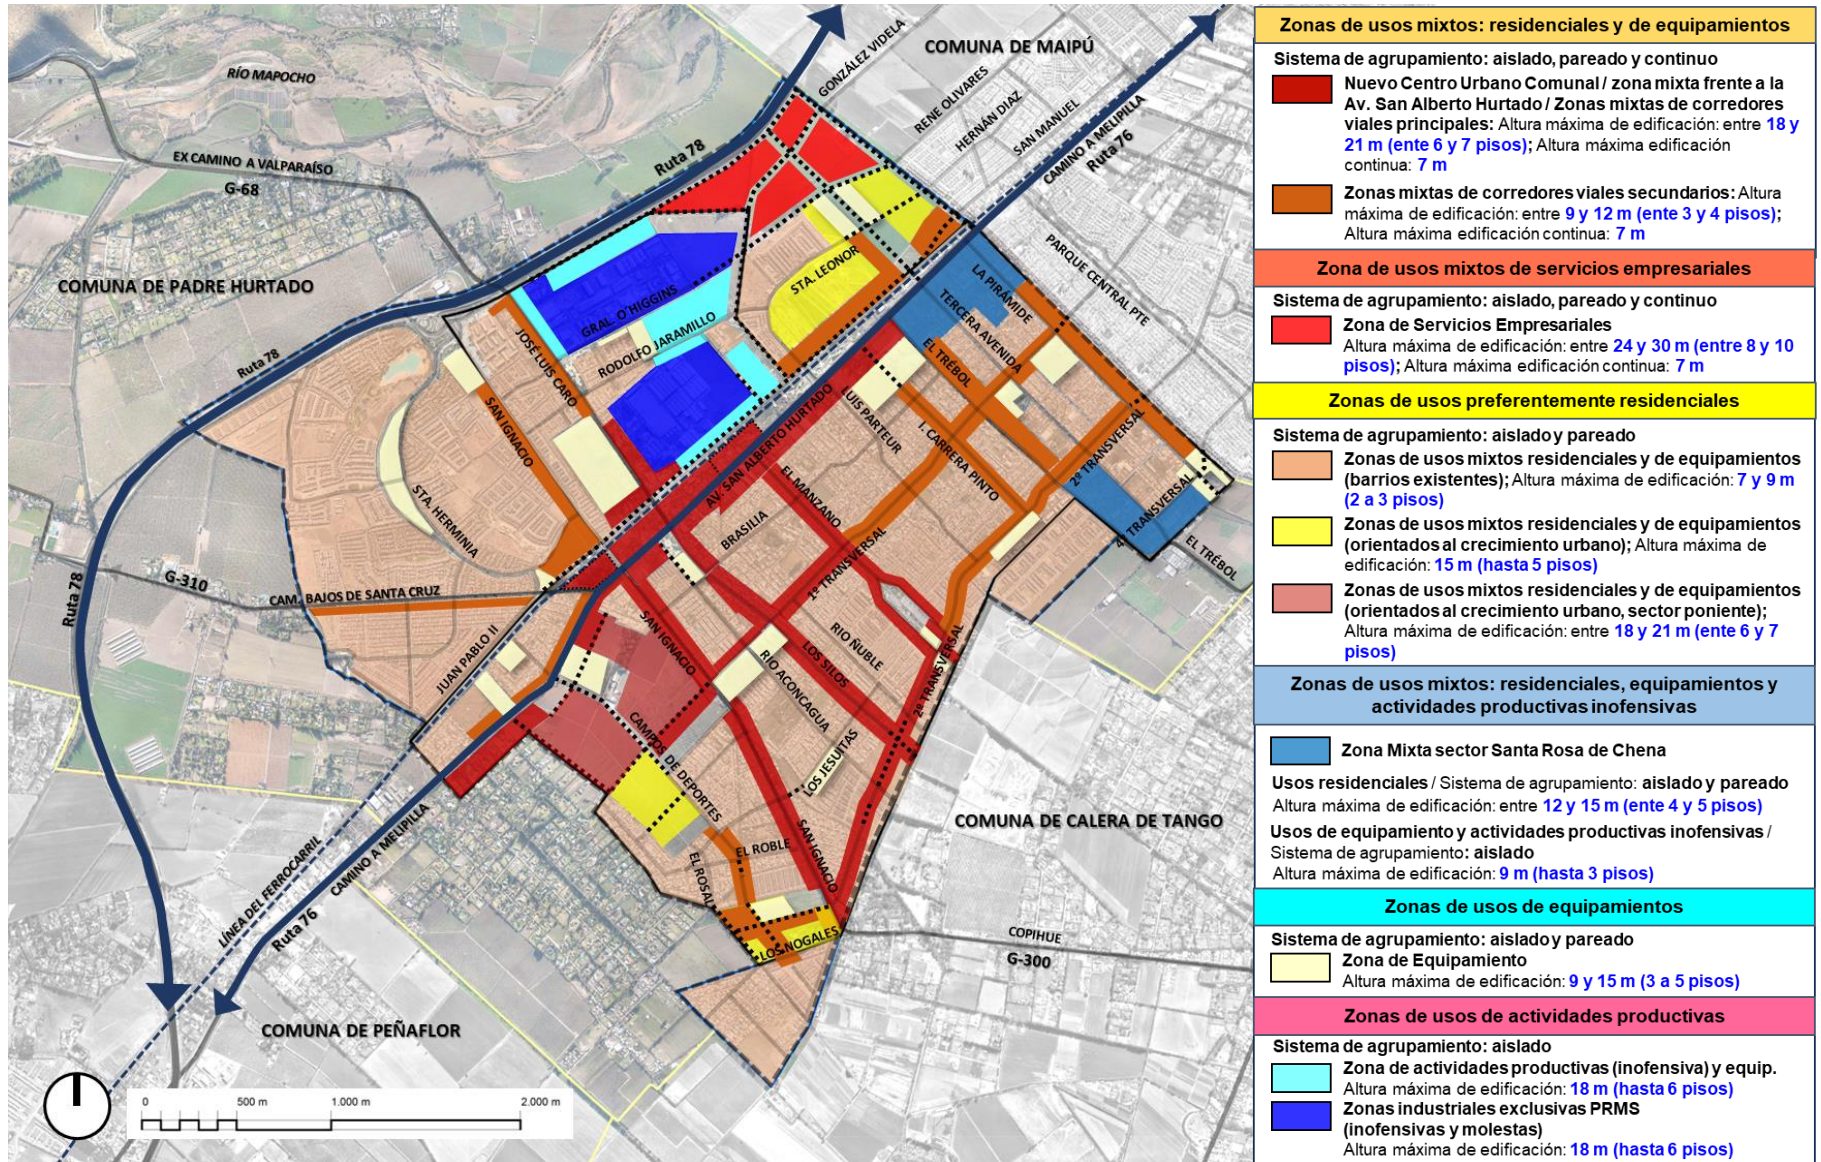 COMUNA DE MAIPÚ
GONZÁLEZ VIDELA
RENE OLIVARES
HERNÁN DIAZ
SAN MANUEL
CAMINO A MELIPILLA
Ruta 76
RÍO MAPOCHO
EX CAMINO A VALPARAÍSO
G-68
Ruta 78
PARQUE CENTRAL PTE
COMUNA DE PADRE HURTADO
STA. LEONOR
LA PIRÁMIDE
TERCERA AVENIDA
GRAL. O'HIGGINS
RODOLFO JARAMILLO
JOSÉ LUIS CARO
EL TRÉBOL
Ruta 78
LUIS PARTEUR
I. CARRERA PINTO
SAN IGNACIO
AV. SAN ALBERTO HURTADO
2º TRANSVERSAL
EL MANZANO
4º TRANSVERSAL
EL TRÉBOL
STA. HERMINIA
BRASILIA
1º TRANSVERSAL
G-310
CAM. BAJOS DE SANTA CRUZ
Ruta 78
JUAN PABLO II
SAN IGNACIO
RIO ÑUBLE
LOS SILOS
RIO ACONCAGUA
2º TRANSVERSAL
CAMPOS DE DEPORTES
LOS JESUITAS
COMUNA DE CALERA DE TANGO
SAN IGNACIO
EL ROBLE
EL ROSAL
LÍNEA DEL FERROCARRIL
CAMINO A MELIPILLA
Ruta 76
LOS NOGALES
COPIHUE
G-300
COMUNA DE PEÑAFLOR
0 500 m 1.000 m 2.000 m
Zonas de usos mixtos: residenciales y de equipamientos
Sistema de agrupamiento: aislado, pareado y continuo
Nuevo Centro Urbano Comunal / zona mixta frente a la
Av. San Alberto Hurtado / Zonas mixtas de corredores
viales principales: Altura máxima de edificación: entre 18 y
21 m (ente 6 y 7 pisos); Altura máxima edificación
continua: 7 m
Zonas mixtas de corredores viales secundarios: Altura
máxima de edificación: entre 9 y 12 m (ente 3 y 4 pisos);
Altura máxima edificación continua: 7 m
Zona de usos mixtos de servicios empresariales
Sistema de agrupamiento: aislado, pareado y continuo
Zona de Servicios Empresariales
Altura máxima de edificación: entre 24 y 30 m (entre 8 y 10
pisos); Altura máxima edificación continua: 7 m
Zonas de usos preferentemente residenciales
Sistema de agrupamiento: aislado y pareado
Zonas de usos mixtos residenciales y de equipamientos
(barrios existentes); Altura máxima de edificación: 7 y 9 m
(2 a 3 pisos)
Zonas de usos mixtos residenciales y de equipamientos
(orientados al crecimiento urbano); Altura máxima de
edificación: 15 m (hasta 5 pisos)
Zonas de usos mixtos residenciales y de equipamientos
(orientados al crecimiento urbano, sector poniente);
Altura máxima de edificación: entre 18 y 21 m (ente 6 y 7
pisos)
Zonas de usos mixtos: residenciales, equipamientos y
actividades productivas inofensivas
Zona Mixta sector Santa Rosa de Chena
Usos residenciales / Sistema de agrupamiento: aislado y pareado
Altura máxima de edificación: entre 12 y 15 m (ente 4 y 5 pisos)
Usos de equipamiento y actividades productivas inofensivas /
Sistema de agrupamiento: aislado
Altura máxima de edificación: 9 m (hasta 3 pisos)
Zonas de usos de equipamientos
Sistema de agrupamiento: aislado y pareado
Zona de Equipamiento
Altura máxima de edificación: 9 y 15 m (3 a 5 pisos)
Zonas de usos de actividades productivas
Sistema de agrupamiento: aislado
Zona de actividades productivas (inofensiva) y equip.
Altura máxima de edificación: 18 m (hasta 6 pisos)
Zonas industriales exclusivas PRMS
(inofensivas y molestas)
Altura máxima de edificación: 18 m (hasta 6 pisos)